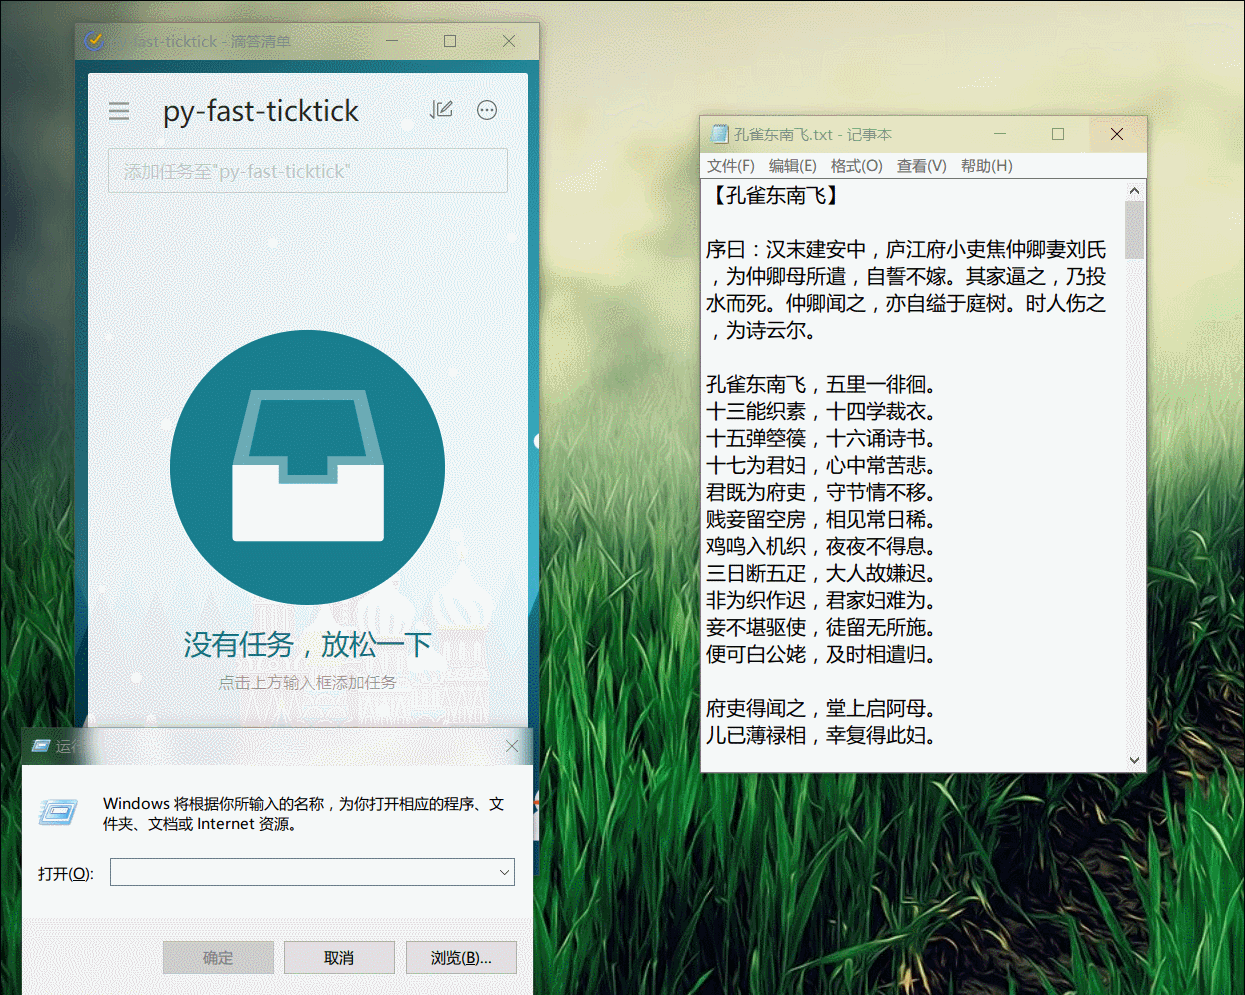 py-fast-ticktick - 滴答清单
py-fast-ticktick
添加任务至"py-fast-ticktick"
没有任务，放松一下
点击上方输入框添加任务
运行
Windows 将根据你所输入的名称，为你打开相应的程序、文
件夹、文档或 Internet 资源。
打开(O):
确定
取消
浏览(B)...
孔雀东南飞.txt - 记事本
文件(F) 编辑(E) 格式(O) 查看(V) 帮助(H)
【孔雀东南飞】
序曰：汉末建安中，庐江府小吏焦仲卿妻刘氏
，为仲卿母所遣，自誓不嫁。其家逼之，乃投
水而死。仲卿闻之，亦自缢于庭树。时人伤之
，为诗云尔。
孔雀东南飞，五里一徘徊。
十三能织素，十四学裁衣。
十五弹箜篌，十六诵诗书。
十七为君妇，心中常苦悲。
君既为府吏，守节情不移。
贱妾留空房，相见常日稀。
鸡鸣入机织，夜夜不得息。
三日断五疋，大人故嫌迟。
非为织作迟，君家妇难为。
妾不堪驱使，徒留无所施。
便可白公姥，及时相遣归。
府吏得闻之，堂上启阿母。
儿已薄禄相，幸复得此妇。